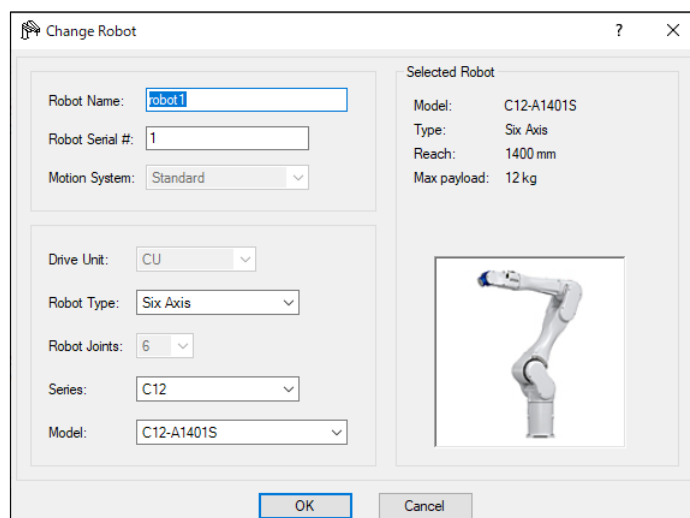 Change Robot
?
Robot Name: robot1
Robot Serial #: 1
Motion System: Standard
Drive Unit: CU
Robot Type: Six Axis
Robot Joints: 6
Series: C12
Model: C12-A1401S
Selected Robot
Model: C12-A1401S
Type: Six Axis
Reach: 1400 mm
Max payload: 12 kg
OK
Cancel